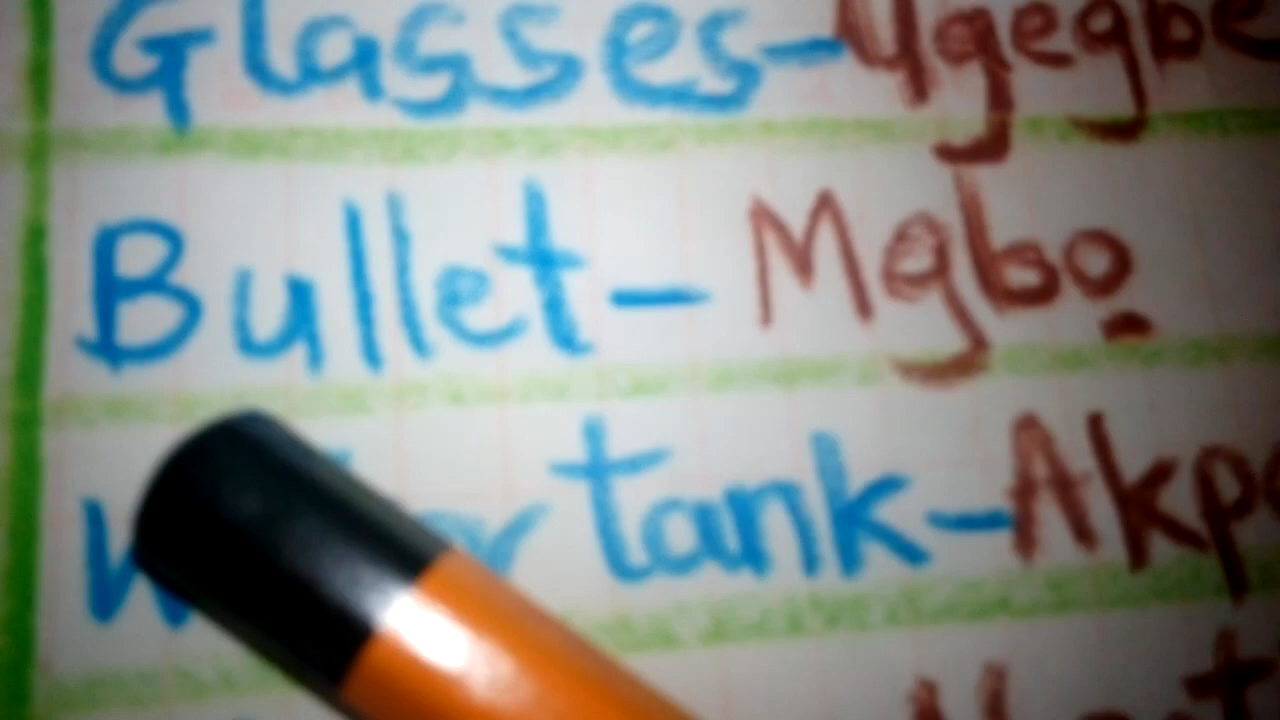 Glasses - Ugegbe
Bullet - Mgbọ
tank -